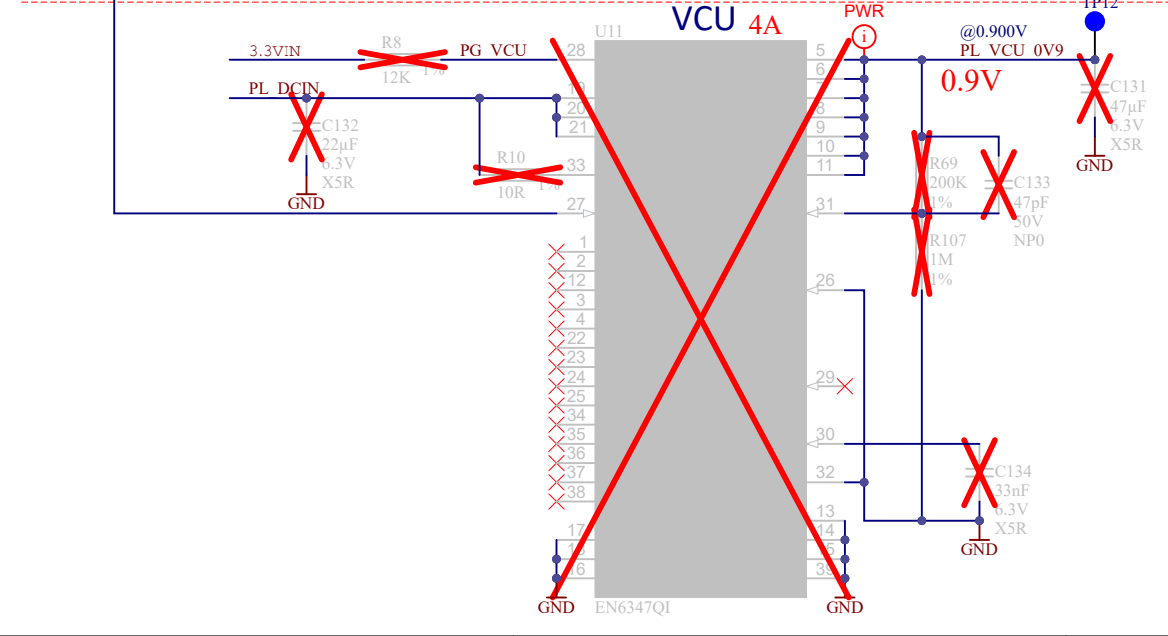 TP12
PWR
VCU 4A
U11
i
@0.900V
R8
3.3VIN
PG VCU
28
5
PL VCU 0V9
12K
1%
6
0.9V
C131
47µF
6.3V
X5R
GND
PL DCIN
19
7
20
8
C132
22µF
6.3V
X5R
GND
21
9
10
R10
10R
1%
33
11
R69
200K
1%
C133
47pF
50V
NP0
27
31
R107
1M
1%
1
2
12
26
3
4
22
23
24
29
25
34
35
30
36
37
32
C134
33nF
6.3V
X5R
GND
38
13
17
14
16
GND
EN6347QI
GND